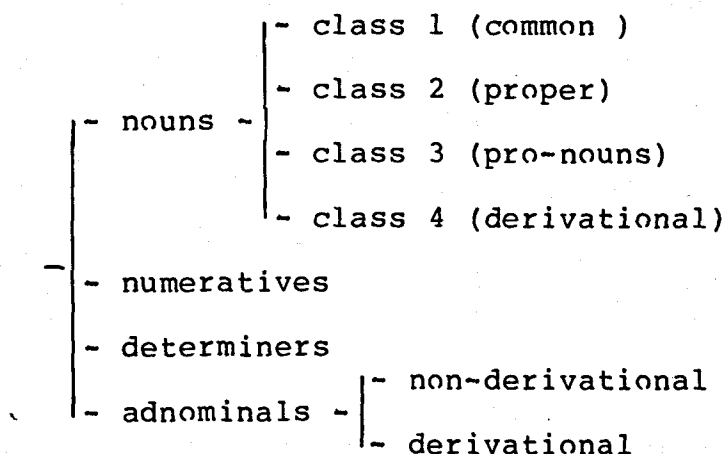 - class 1 (common )
- class 2 (proper)
- nouns -
- class 3 (pro-nouns)
- class 4 (derivational)
- numeratives
- determiners
- non-derivational
- adnominals -
- derivational